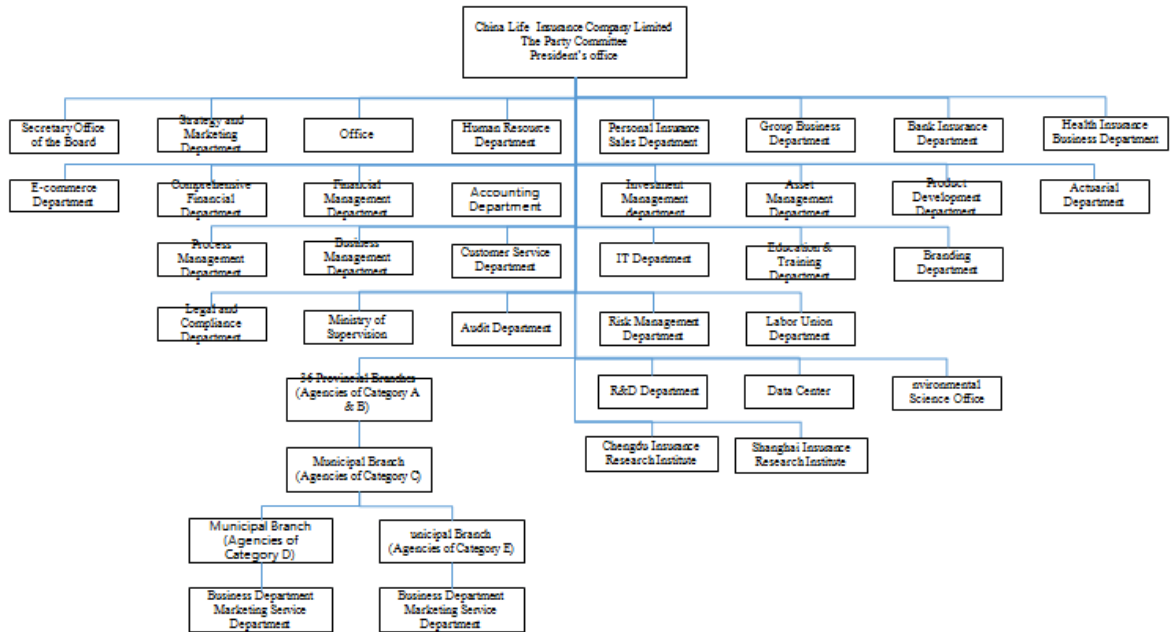 China Life Insurance Company Limited
The Party Committee
President's office
Secretary Office
of the Board
Strategy and
Marketing
Department
Office
Human Resource
Department
Personal Insurance
Sales Department
Group Business
Department
Bank Insurance
Department
Health Insurance
Business Department
E-commerce
Department
Comprehensive
Financial
Department
Financial
Management
Department
Accounting
Department
Investment
Management
department
Asset
Management
Department
Product
Development
Department
Actuarial
Department
Process
Management
Department
Business
Management
Department
Customer Service
Department
IT Department
Education &
Training
Department
Branding
Department
Legal and
Compliance
Department
Ministry of
Supervision
Audit Department
Risk Management
Department
Labor Union
Department
36 Provincial Branches
(Agencies of Category A
& B)
R&D Department
Data Center
nvironmental
Science Office
Chengdu Insurance
Research Institute
Shanghai Insurance
Research Institute
Municipal Branch
(Agencies of Category C)
Municipal Branch
(Agencies of
Category D)
unicipal Branch
(Agencies of Category E)
Business Department
Marketing Service
Department
Business Department
Marketing Service
Department